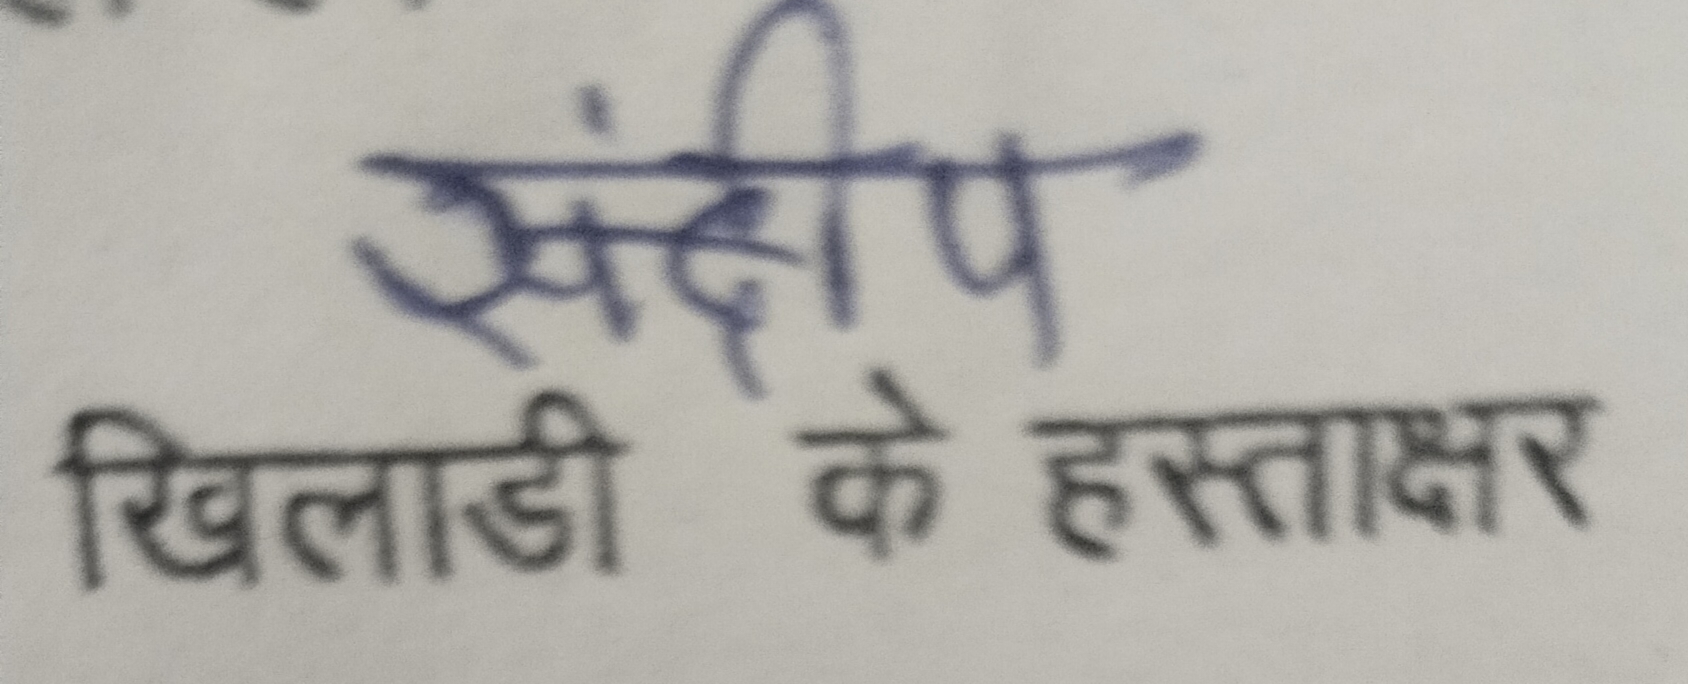 संदीप
खिलाडी के हस्ताक्षर